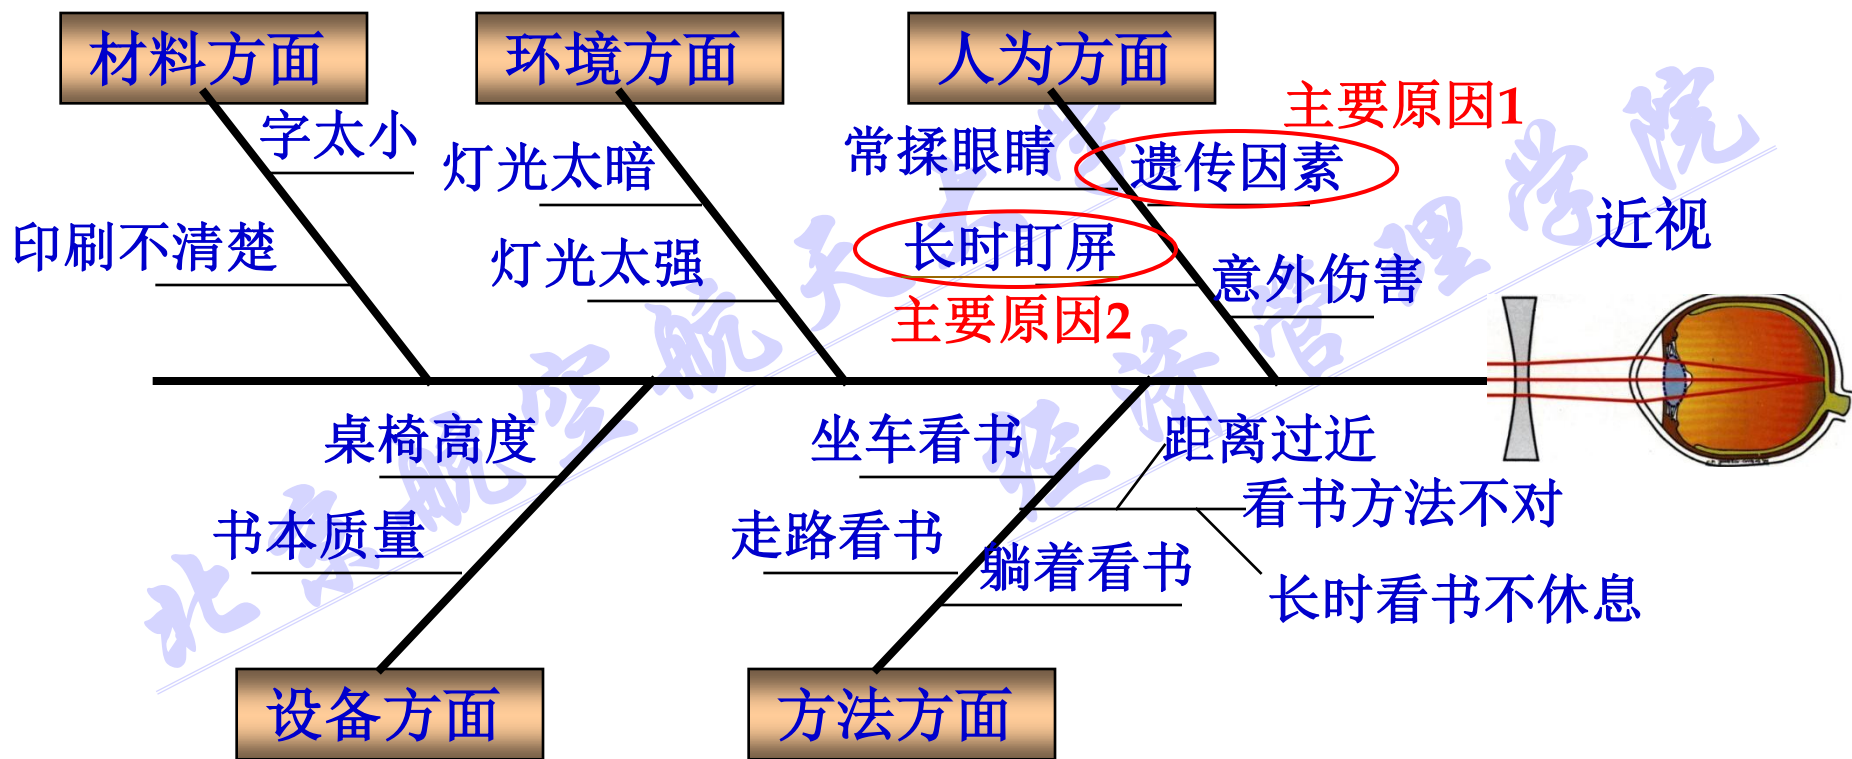 材料方面
环境方面
人为方面
主要原因1
字太小
灯光太暗
常揉眼睛
遗传因素
印刷不清楚
灯光太强
长时盯屏
意外伤害
近视
主要原因2
桌椅高度
坐车看书
距离过近
看书方法不对
书本质量
走路看书
躺着看书
长时看书不休息
设备方面
方法方面
北京航空航天大学
经济管理学院